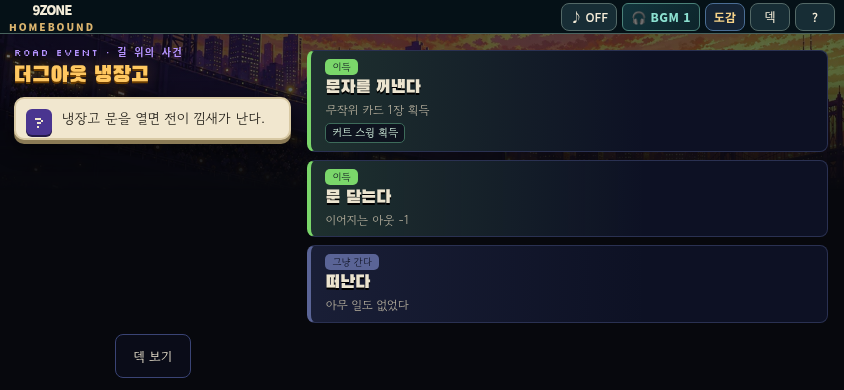 9ZONE
HOMEBOUND
♪ OFF
🎧 BGM 1
도감
덱
?
ROAD EVENT · 길 위의 사건
더그아웃 냉장고
?
냉장고 문을 열면 전이 낌새가 난다.
이득
문자를 꺼낸다
무작위 카드 1장 획득
커트 스윙 획득
이득
문 닫는다
이어지는 아웃 -1
그냥 간다
떠난다
아무 일도 없었다
덱 보기